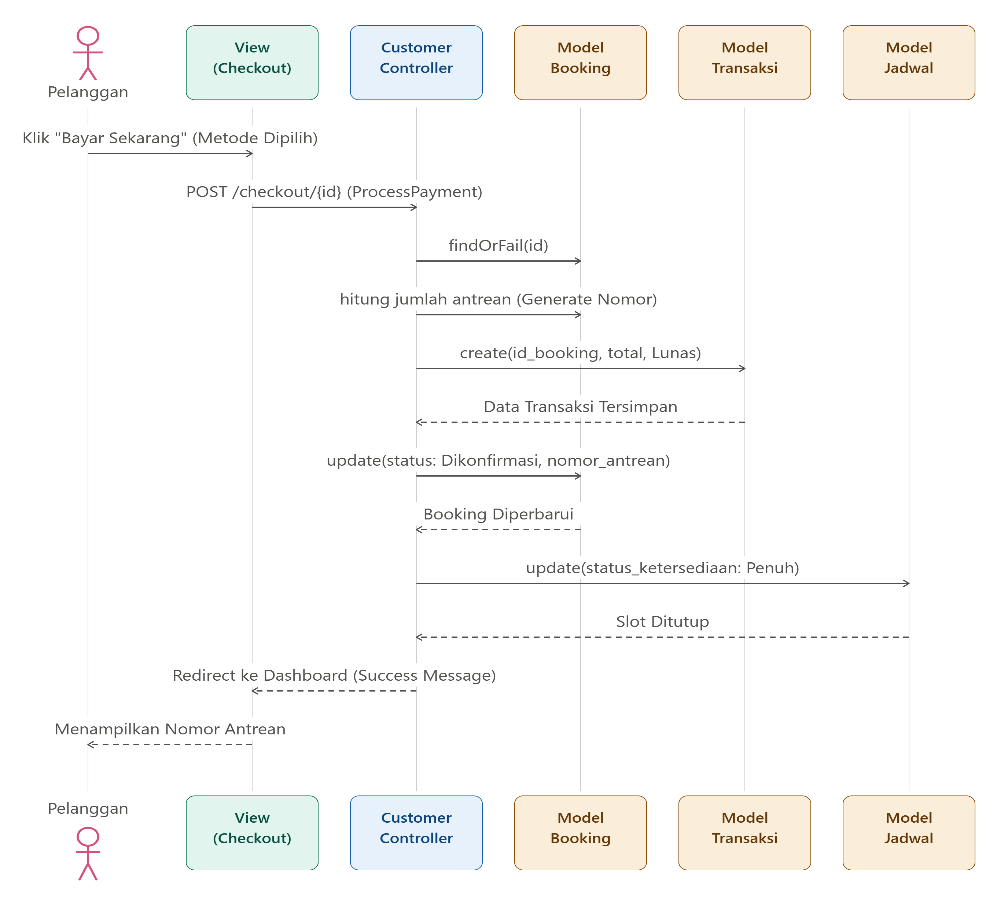 View
(Checkout)
Customer
Controller
Model
Booking
Model
Transaksi
Model
Jadwal
Pelanggan
Klik "Bayar Sekarang" (Metode Dipilih)
POST /checkout/{id} (ProcessPayment)
findOrFail(id)
hitung jumlah antrean (Generate Nomor)
create(id_booking, total, Lunas)
Data Transaksi Tersimpan
update(status: Dikonfirmasi, nomor_antrean)
Booking Diperbarui
update(status_ketersediaan: Penuh)
Slot Ditutup
Redirect ke Dashboard (Success Message)
Menampilkan Nomor Antrean
Pelanggan
View
(Checkout)
Customer
Controller
Model
Booking
Model
Transaksi
Model
Jadwal